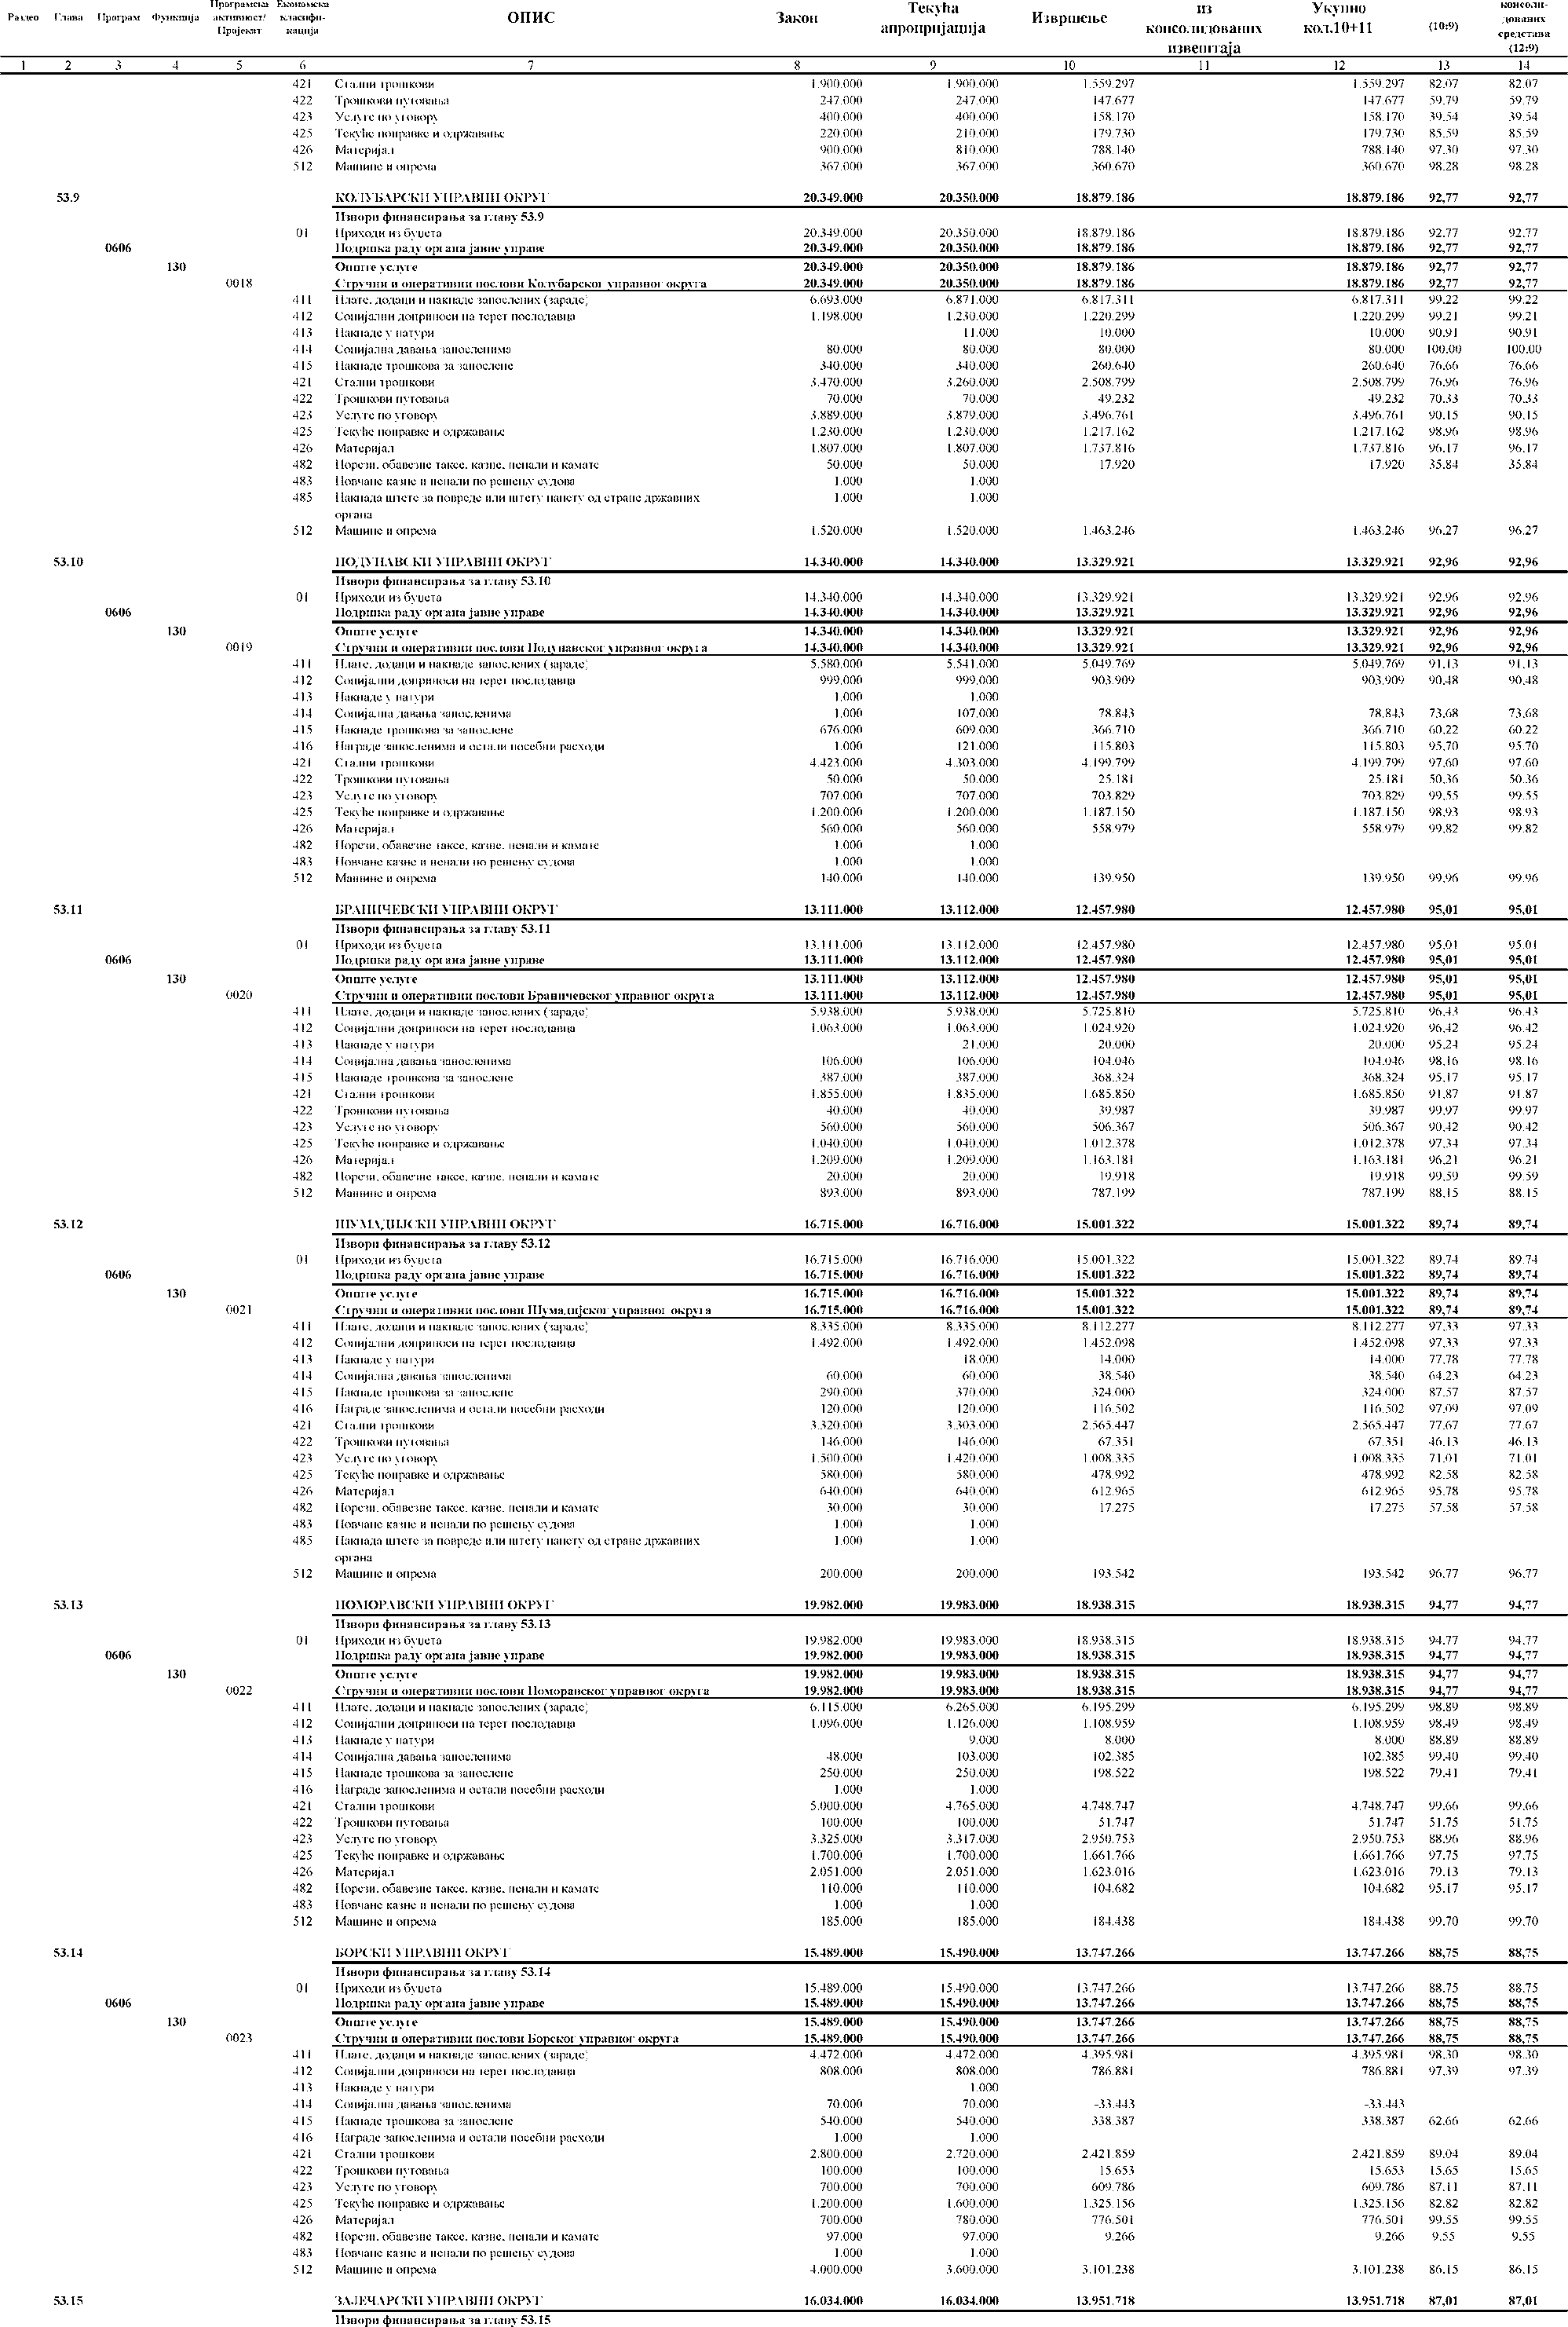 Раздео Глава Програм Функција Програмска активност/ Пројекат Економска класифи- кација ОПИС Закон Текућа апропријација Извршење из консолидованих извештаја Укупно кол.10+11 (10:9) консоли- дованих средстава (12:9)
1 2 3 4 5 6 7 8 9 10 11 12 13 14
421 Стални трошкови 1.900.000 1.900.000 1.559.297 1.559.297 82,07 82,07
422 Трошкови путовања 247.000 247.000 147.677 147.677 59,79 59,79
423 Услуге по уговору 400.000 400.000 158.170 158.170 39,54 39,54
425 Текуће поправке и одржавање 220.000 210.000 179.730 179.730 85,59 85,59
426 Материјал 900.000 810.000 788.140 788.140 97,30 97,30
512 Машине и опрема 367.000 367.000 360.670 360.670 98,28 98,28
53.9 КОЛУБАРСКИ УПРАВНИ ОКРУГ 20.349.000 20.350.000 18.879.186 18.879.186 92,77 92,77
Извори финансирања за главу 53.9
01 Приходи из буџета 20.349.000 20.350.000 18.879.186 18.879.186 92,77 92,77
0606 Подршка раду органа јавне управе 20.349.000 20.350.000 18.879.186 18.879.186 92,77 92,77
130 Опште услуге 20.349.000 20.350.000 18.879.186 18.879.186 92,77 92,77
0018 Стручни и оперативни послови Колубарског управног округа 20.349.000 20.350.000 18.879.186 18.879.186 92,77 92,77
411 Плате, додаци и накнаде запослених (зараде) 6.693.000 6.871.000 6.817.311 6.817.311 99,22 99,22
412 Социјални доприноси на терет послодавца 1.198.000 1.230.000 1.220.299 1.220.299 99,21 99,21
413 Накнаде у натури 11.000 10.000 10.000 90,91 90,91
414 Социјална давања запосленима 80.000 80.000 80.000 80.000 100,00 100,00
415 Накнаде трошкова за запослене 340.000 340.000 260.640 260.640 76,66 76,66
421 Стални трошкови 3.470.000 3.260.000 2.508.799 2.508.799 76,96 76,96
422 Трошкови путовања 70.000 70.000 49.232 49.232 70,33 70,33
423 Услуге по уговору 3.889.000 3.879.000 3.496.761 3.496.761 90,15 90,15
425 Текуће поправке и одржавање 1.230.000 1.230.000 1.217.162 1.217.162 98,96 98,96
426 Материјал 1.807.000 1.807.000 1.737.816 1.737.816 96,17 96,17
482 Порези, обавезне таксе, казне, пенали и камате 50.000 50.000 17.920 17.920 35,84 35,84
483 Новчане казне и пенали по решењу судова 1.000 1.000
485 Накнада штете за повреде или штету нанету од стране државних 1.000 1.000
органа
512 Машине и опрема 1.520.000 1.520.000 1.463.246 1.463.246 96,27 96,27
53.10 ПОДУНАВСКИ УПРАВНИ ОКРУГ 14.340.000 14.340.000 13.329.921 13.329.921 92,96 92,96
Извори финансирања за главу 53.10
01 Приходи из буџета 14.340.000 14.340.000 13.329.921 13.329.921 92,96 92,96
0606 Подршка раду органа јавне управе 14.340.000 14.340.000 13.329.921 13.329.921 92,96 92,96
130 Опште услуге 14.340.000 14.340.000 13.329.921 13.329.921 92,96 92,96
0019 Стручни и оперативни послови Подунавског управног округа 14.340.000 14.340.000 13.329.921 13.329.921 92,96 92,96
411 Плате, додаци и накнаде запослених (зараде) 5.580.000 5.541.000 5.049.769 5.049.769 91,13 91,13
412 Социјални доприноси на терет послодавца 999.000 999.000 903.909 903.909 90,48 90,48
413 Накнаде у натури 1.000 1.000
414 Социјална давања запосленима 1.000 107.000 78.843 78.843 73,68 73,68
415 Накнаде трошкова за запослене 676.000 609.000 366.710 366.710 60,22 60,22
416 Награде запосленима и остали посебни расходи 1.000 121.000 115.803 115.803 95,70 95,70
421 Стални трошкови 4.423.000 4.303.000 4.199.799 4.199.799 97,60 97,60
422 Трошкови путовања 50.000 50.000 25.181 25.181 50,36 50,36
423 Услуге по уговору 707.000 707.000 703.829 703.829 99,55 99,55
425 Текуће поправке и одржавање 1.200.000 1.200.000 1.187.150 1.187.150 98,93 98,93
426 Материјал 560.000 560.000 558.979 558.979 99,82 99,82
482 Порези, обавезне таксе, казне, пенали и камате 1.000 1.000
483 Новчане казне и пенали по решењу судова 1.000 1.000
512 Машине и опрема 140.000 140.000 139.950 139.950 99,96 99,96
53.11 БРАНИЧЕВСКИ УПРАВНИ ОКРУГ 13.111.000 13.112.000 12.457.980 12.457.980 95,01 95,01
Извори финансирања за главу 53.11
01 Приходи из буџета 13.111.000 13.112.000 12.457.980 12.457.980 95,01 95,01
0606 Подршка раду органа јавне управе 13.111.000 13.112.000 12.457.980 12.457.980 95,01 95,01
130 Опште услуге 13.111.000 13.112.000 12.457.980 12.457.980 95,01 95,01
0020 Стручни и оперативни послови Браничевског управног округа 13.111.000 13.112.000 12.457.980 12.457.980 95,01 95,01
411 Плате, додаци и накнаде запослених (зараде) 5.938.000 5.938.000 5.725.810 5.725.810 96,43 96,43
412 Социјални доприноси на терет послодавца 1.063.000 1.063.000 1.024.920 1.024.920 96,42 96,42
413 Накнаде у натури 21.000 20.000 20.000 95,24 95,24
414 Социјална давања запосленима 106.000 106.000 104.046 104.046 98,16 98,16
415 Накнаде трошкова за запослене 387.000 387.000 368.324 368.324 95,17 95,17
421 Стални трошкови 1.855.000 1.835.000 1.685.850 1.685.850 91,87 91,87
422 Трошкови путовања 40.000 40.000 39.987 39.987 99,97 99,97
423 Услуге по уговору 560.000 560.000 506.367 506.367 90,42 90,42
425 Текуће поправке и одржавање 1.040.000 1.040.000 1.012.378 1.012.378 97,34 97,34
426 Материјал 1.209.000 1.209.000 1.163.181 1.163.181 96,21 96,21
482 Порези, обавезне таксе, казне, пенали и камате 20.000 20.000 19.918 19.918 99,59 99,59
512 Машине и опрема 893.000 893.000 787.199 787.199 88,15 88,15
53.12 ШУМАДИЈСКИ УПРАВНИ ОКРУГ 16.715.000 16.716.000 15.001.322 15.001.322 89,74 89,74
Извори финансирања за главу 53.12
01 Приходи из буџета 16.715.000 16.716.000 15.001.322 15.001.322 89,74 89,74
0606 Подршка раду органа јавне управе 16.715.000 16.716.000 15.001.322 15.001.322 89,74 89,74
130 Опште услуге 16.715.000 16.716.000 15.001.322 15.001.322 89,74 89,74
0021 Стручни и оперативни послови Шумадијског управног округа 16.715.000 16.716.000 15.001.322 15.001.322 89,74 89,74
411 Плате, додаци и накнаде запослених (зараде) 8.335.000 8.335.000 8.112.277 8.112.277 97,33 97,33
412 Социјални доприноси на терет послодавца 1.492.000 1.492.000 1.452.098 1.452.098 97,33 97,33
413 Накнаде у натури 18.000 14.000 14.000 77,78 77,78
414 Социјална давања запосленима 60.000 60.000 38.540 38.540 64,23 64,23
415 Накнаде трошкова за запослене 290.000 370.000 324.000 324.000 87,57 87,57
416 Награде запосленима и остали посебни расходи 120.000 120.000 116.502 116.502 97,09 97,09
421 Стални трошкови 3.320.000 3.303.000 2.565.447 2.565.447 77,67 77,67
422 Трошкови путовања 146.000 146.000 67.351 67.351 46,13 46,13
423 Услуге по уговору 1.500.000 1.420.000 1.008.335 1.008.335 71,01 71,01
425 Текуће поправке и одржавање 580.000 580.000 478.992 478.992 82,58 82,58
426 Материјал 640.000 640.000 612.965 612.965 95,78 95,78
482 Порези, обавезне таксе, казне, пенали и камате 30.000 30.000 17.275 17.275 57,58 57,58
483 Новчане казне и пенали по решењу судова 1.000 1.000
485 Накнада штете за повреде или штету нанету од стране државних 1.000 1.000
органа
512 Машине и опрема 200.000 200.000 193.542 193.542 96,77 96,77
53.13 ПОМОРАВСКИ УПРАВНИ ОКРУГ 19.982.000 19.983.000 18.938.315 18.938.315 94,77 94,77
Извори финансирања за главу 53.13
01 Приходи из буџета 19.982.000 19.983.000 18.938.315 18.938.315 94,77 94,77
0606 Подршка раду органа јавне управе 19.982.000 19.983.000 18.938.315 18.938.315 94,77 94,77
130 Опште услуге 19.982.000 19.983.000 18.938.315 18.938.315 94,77 94,77
0022 Стручни и оперативни послови Поморавског управног округа 19.982.000 19.983.000 18.938.315 18.938.315 94,77 94,77
411 Плате, додаци и накнаде запослених (зараде) 6.115.000 6.265.000 6.195.299 6.195.299 98,89 98,89
412 Социјални доприноси на терет послодавца 1.096.000 1.126.000 1.108.959 1.108.959 98,49 98,49
413 Накнаде у натури 9.000 8.000 8.000 88,89 88,89
414 Социјална давања запосленима 48.000 103.000 102.385 102.385 99,40 99,40
415 Накнаде трошкова за запослене 250.000 250.000 198.522 198.522 79,41 79,41
416 Награде запосленима и остали посебни расходи 1.000 1.000
421 Стални трошкови 5.000.000 4.765.000 4.748.747 4.748.747 99,66 99,66
422 Трошкови путовања 100.000 100.000 51.747 51.747 51,75 51,75
423 Услуге по уговору 3.325.000 3.317.000 2.950.753 2.950.753 88,96 88,96
425 Текуће поправке и одржавање 1.700.000 1.700.000 1.661.766 1.661.766 97,75 97,75
426 Материјал 2.051.000 2.051.000 1.623.016 1.623.016 79,13 79,13
482 Порези, обавезне таксе, казне, пенали и камате 110.000 110.000 104.682 104.682 95,17 95,17
483 Новчане казне и пенали по решењу судова 1.000 1.000
512 Машине и опрема 185.000 185.000 184.438 184.438 99,70 99,70
53.14 БОРСКИ УПРАВНИ ОКРУГ 15.489.000 15.490.000 13.747.266 13.747.266 88,75 88,75
Извори финансирања за главу 53.14
01 Приходи из буџета 15.489.000 15.490.000 13.747.266 13.747.266 88,75 88,75
0606 Подршка раду органа јавне управе 15.489.000 15.490.000 13.747.266 13.747.266 88,75 88,75
130 Опште услуге 15.489.000 15.490.000 13.747.266 13.747.266 88,75 88,75
0023 Стручни и оперативни послови Борског управног округа 15.489.000 15.490.000 13.747.266 13.747.266 88,75 88,75
411 Плате, додаци и накнаде запослених (зараде) 4.472.000 4.472.000 4.395.981 4.395.981 98,30 98,30
412 Социјални доприноси на терет послодавца 808.000 808.000 786.881 786.881 97,39 97,39
413 Накнаде у натури 1.000
414 Социјална давања запосленима 70.000 70.000 -33.443 -33.443
415 Накнаде трошкова за запослене 540.000 540.000 338.387 338.387 62,66 62,66
416 Награде запосленима и остали посебни расходи 1.000 1.000
421 Стални трошкови 2.800.000 2.720.000 2.421.859 2.421.859 89,04 89,04
422 Трошкови путовања 100.000 100.000 15.653 15.653 15,65 15,65
423 Услуге по уговору 700.000 700.000 609.786 609.786 87,11 87,11
425 Текуће поправке и одржавање 1.200.000 1.600.000 1.325.156 1.325.156 82,82 82,82
426 Материјал 700.000 780.000 776.501 776.501 99,55 99,55
482 Порези, обавезне таксе, казне, пенали и камате 97.000 97.000 9.266 9.266 9,55 9,55
483 Новчане казне и пенали по решењу судова 1.000 1.000
512 Машине и опрема 4.000.000 3.600.000 3.101.238 3.101.238 86,15 86,15
53.15 ЗАЈЕЧАРСКИ УПРАВНИ ОКРУГ 16.034.000 16.034.000 13.951.718 13.951.718 87,01 87,01
Извори финансирања за главу 53.15